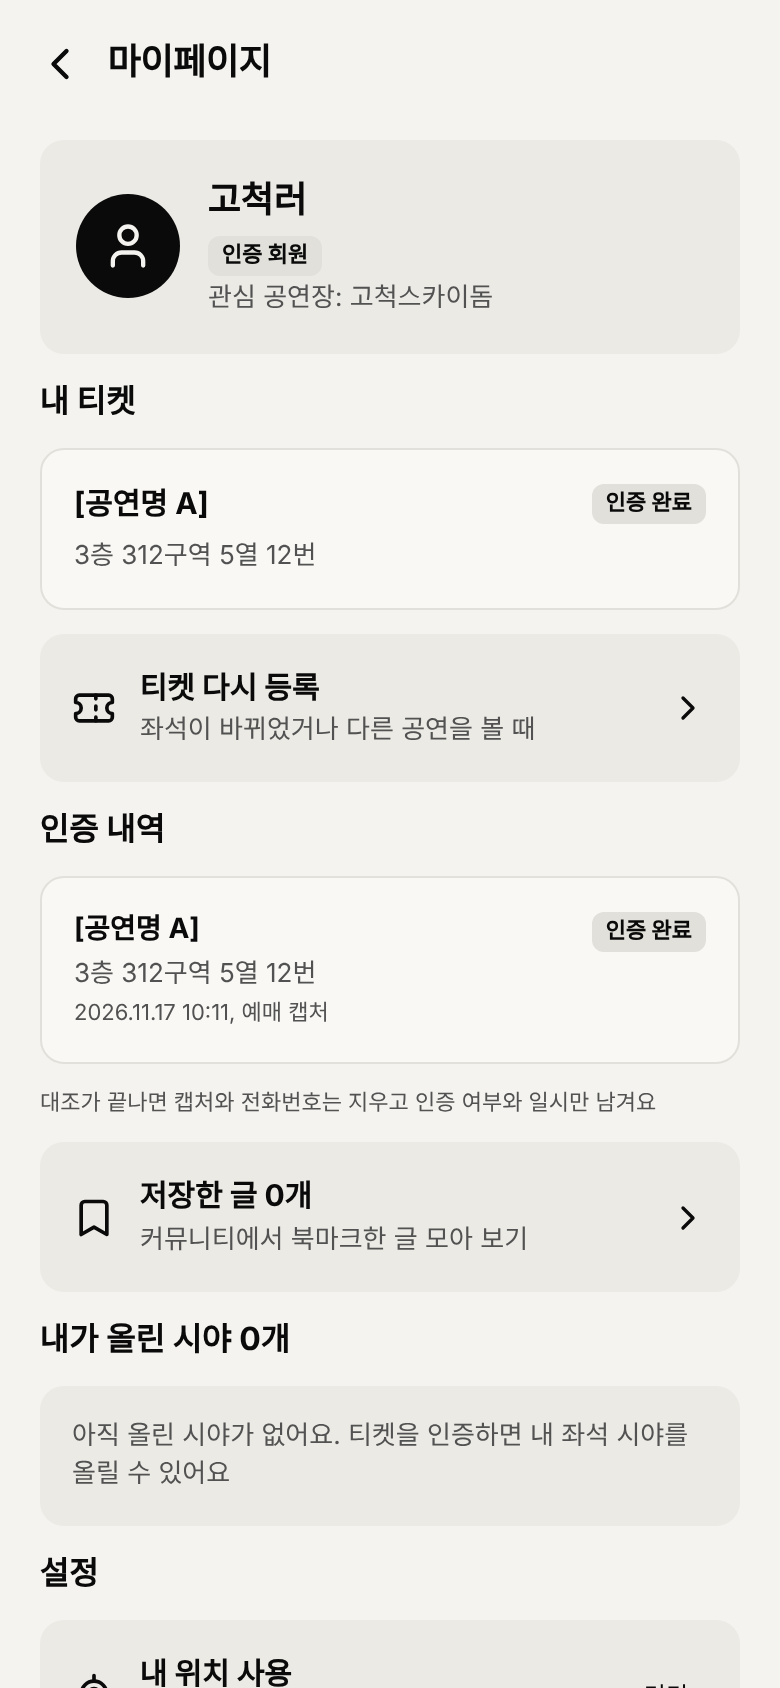 마이페이지
고척러
인증 회원
관심 공연장: 고척스카이돔
내 티켓
[공연명 A]
인증 완료
3층 312구역 5열 12번
티켓 다시 등록
좌석이 바뀌었거나 다른 공연을 볼 때
인증 내역
[공연명 A]
인증 완료
3층 312구역 5열 12번
2026.11.17 10:11, 예매 캡처
대조가 끝나면 캡처와 전화번호는 지우고 인증 여부와 일시만 남겨요
저장한 글 0개
커뮤니티에서 북마크한 글 모아 보기
내가 올린 시야 0개
아직 올린 시야가 없어요. 티켓을 인증하면 내 좌석 시야를
올릴 수 있어요
설정
내 위치 사용